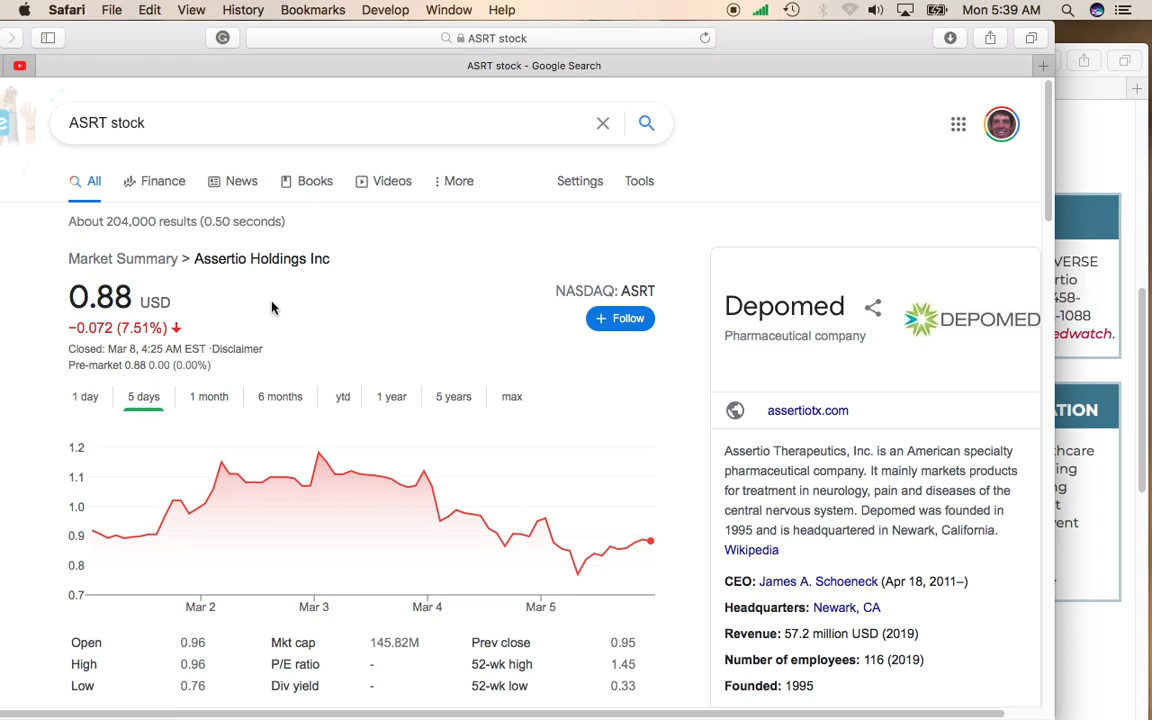 Safari File Edit View History Bookmarks Develop Window Help Mon 5:39 AM
ASRT stock
ASRT stock - Google Search
ASRT stock
All Finance News Books Videos More Settings Tools
About 204,000 results (0.50 seconds)
Market Summary > Assertio Holdings Inc
0.88 USD
NASDAQ: ASRT
−0.072 (7.51%)
+ Follow
Closed: Mar 8, 4:25 AM EST · Disclaimer
Pre-market 0.88 0.00 (0.00%)
1 day 5 days 1 month 6 months ytd 1 year 5 years max
1.2
1.1
1.0
0.9
0.8
0.7
Mar 2 Mar 3 Mar 4 Mar 5
Open 0.96 Mkt cap 145.82M Prev close 0.95
High 0.96 P/E ratio - 52-wk high 1.45
Low 0.76 Div yield - 52-wk low 0.33
Depomed
Pharmaceutical company
DEPOMED
assertiotx.com
Assertio Therapeutics, Inc. is an American specialty
pharmaceutical company. It mainly markets products
for treatment in neurology, pain and diseases of the
central nervous system. Depomed was founded in
1995 and is headquartered in Newark, California.
Wikipedia
CEO: James A. Schoeneck (Apr 18, 2011–)
Headquarters: Newark, CA
Revenue: 57.2 million USD (2019)
Number of employees: 116 (2019)
Founded: 1995
VERSE
rtio
458-
-1088
edwatch.
ATION
hcare
ing
ng
t
vent